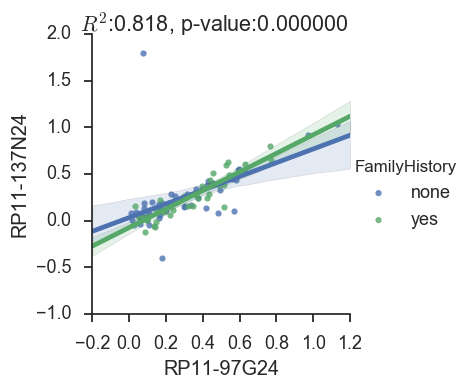 R²:0.818, p-value:0.000000
2.0
1.5
1.0
0.5
0.0
−0.5
−1.0
RP11-137N24
−0.2 0.0 0.2 0.4 0.6 0.8 1.0 1.2
RP11-97G24
FamilyHistory
none
yes